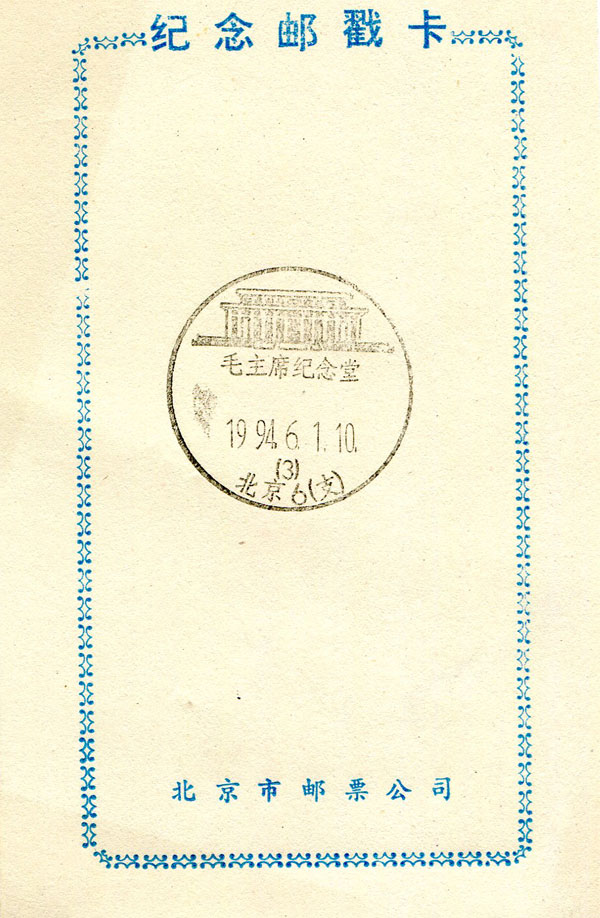 纪念邮戳卡
毛主席纪念堂
1994.6.1.10.
(3)
北京6(支)
北京市邮票公司